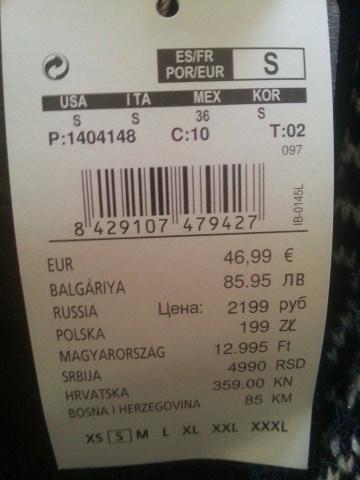 ES/FR
POR/EUR S
USA ITA MEX KOR
S S 36 S
P:1404148 C:10 T:02
097
8 429107 479427
IB-0145L
EUR 46,99 €
BALGÁRIYA 85.95 ЛВ
RUSSIA Цена: 2199 руб
POLSKA 199 ZŁ
MAGYARORSZAG 12.995 Ft
SRBIJA 4990 RSD
HRVATSKA 359.00 KN
BOSNA I HERZEGOVINA 85 KM
XS S M L XL XXL XXXL